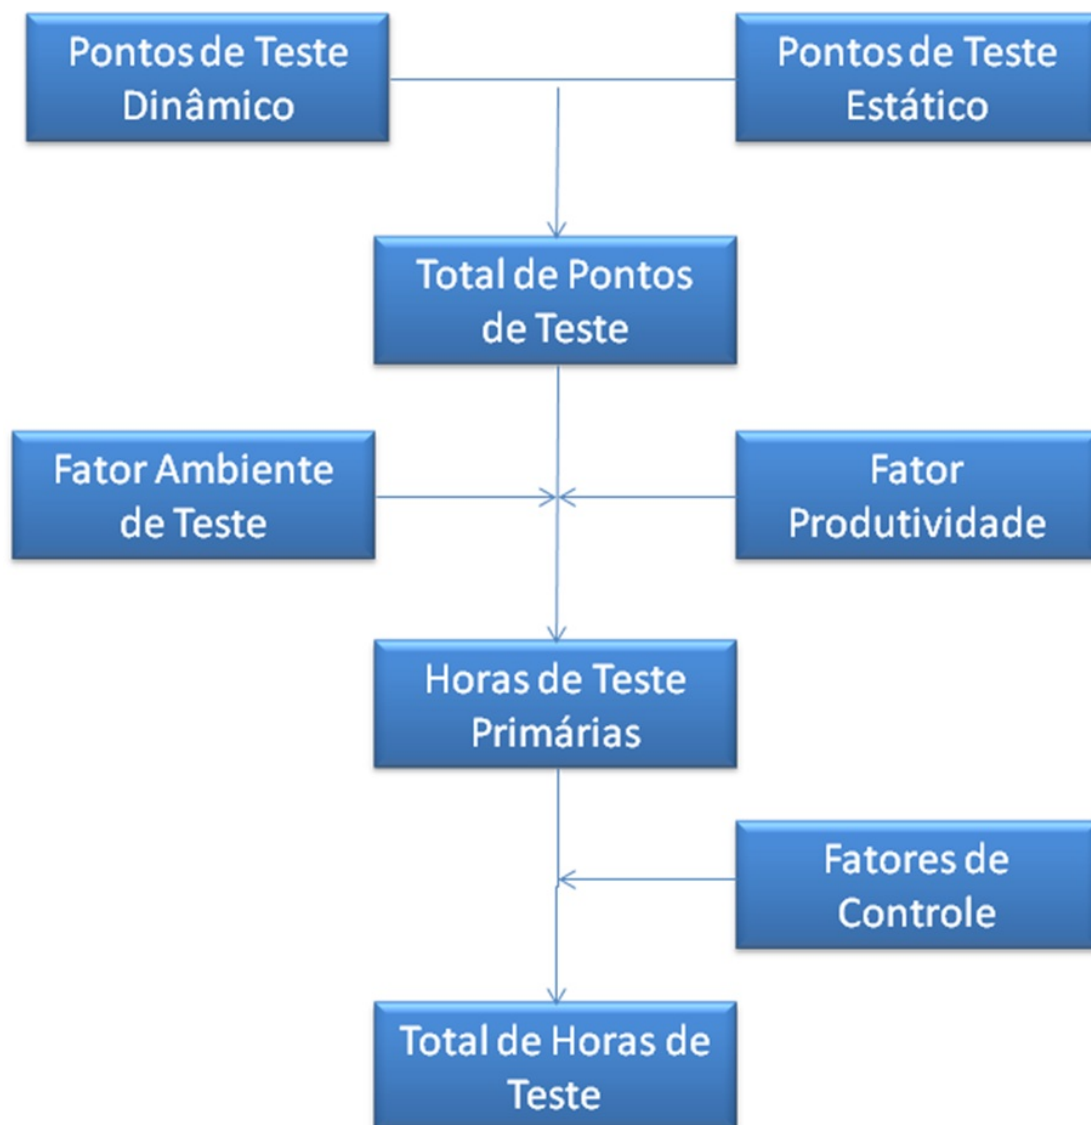 Pontos de Teste
Dinâmico
Pontos de Teste
Estático
Total de Pontos
de Teste
Fator Ambiente
de Teste
Fator
Produtividade
Horas de Teste
Primárias
Fatores de
Controle
Total de Horas de
Teste